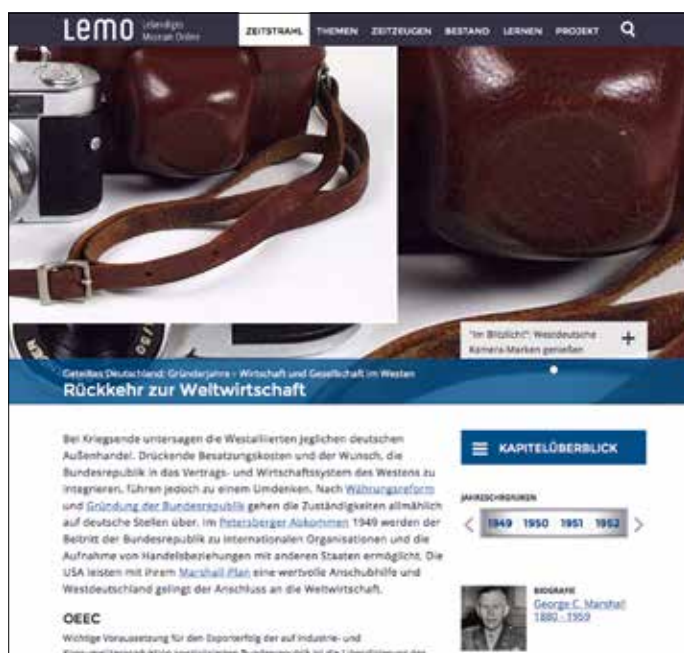 Lemo Lebendiges
Museum Online
ZEITSTRAHL THEMEN ZEITZEUGEN BESTAND LERNEN PROJEKT
"Im Blitzlicht": Westdeutsche
Kamera-Marken genießen
Geteiltes Deutschland: Gründerjahre › Wirtschaft und Gesellschaft im Westen
Rückkehr zur Weltwirtschaft
Bei Kriegsende untersagen die Westalliierten jeglichen deutschen
Außenhandel. Drückende Besatzungskosten und der Wunsch, die
Bundesrepublik in das Vertrags- und Wirtschaftssystem des Westens zu
integrieren, führen jedoch zu einem Umdenken. Nach Währungsreform
und Gründung der Bundesrepublik gehen die Zuständigkeiten allmählich
auf deutsche Stellen über. Im Petersberger Abkommen 1949 werden der
Beitritt der Bundesrepublik zu internationalen Organisationen und die
Aufnahme von Handelsbeziehungen mit anderen Staaten ermöglicht. Die
USA leisten mit ihrem Marshall-Plan eine wertvolle Anschubhilfe und
Westdeutschland gelingt der Anschluss an die Weltwirtschaft.
OEEC
Wichtige Voraussetzung für den Exporterfolg der auf Industrie- und
KAPITELÜBERBLICK
JAHRESCHRONIKEN
1949 1950 1951 1952
BIOGRAFIE
George C. Marshall
1880 - 1959